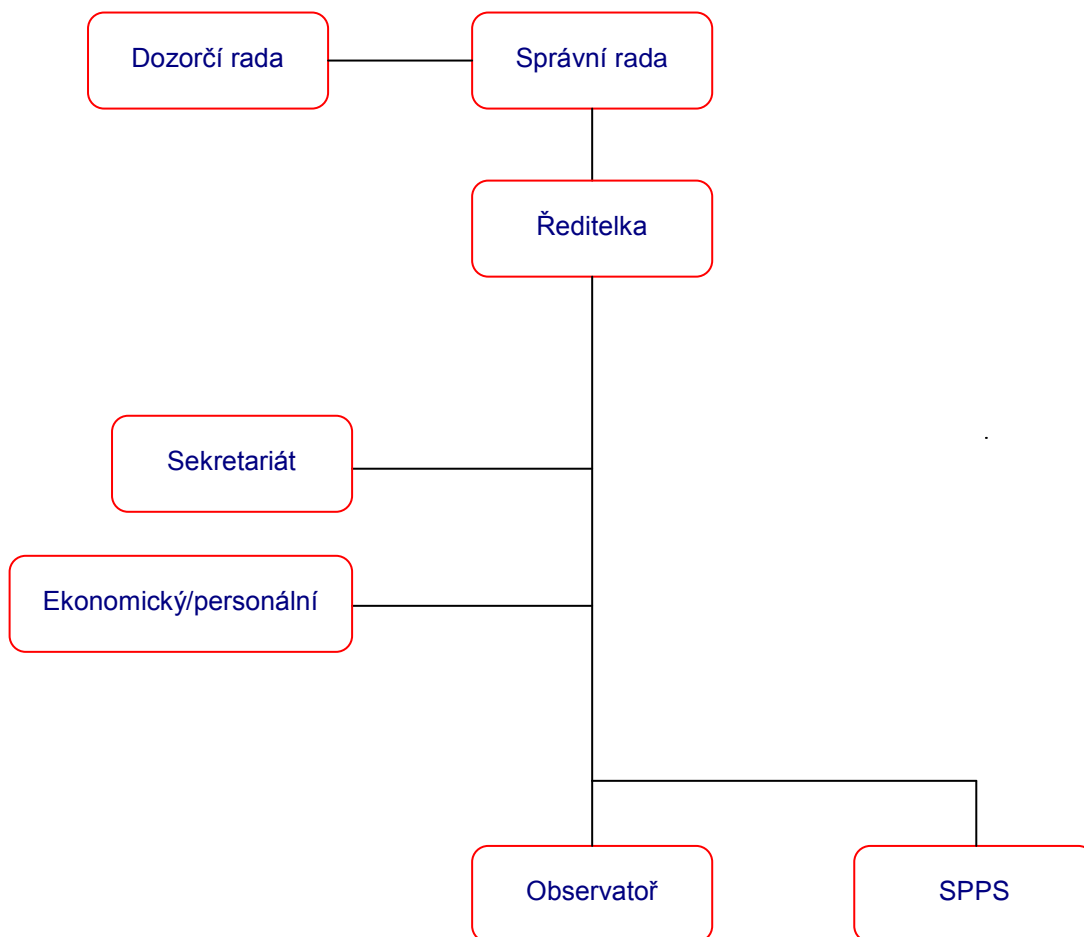 Dozorčí rada
Správní rada
Ředitelka
Sekretariát
Ekonomický/personální
Observatoř
SPPS